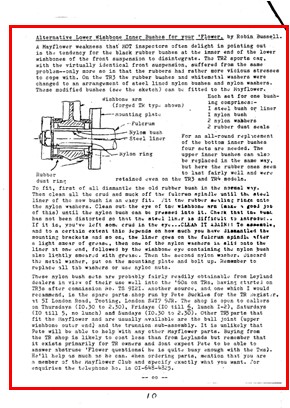 Alternative Lower Wishbone Inner Bushes for your 'flower, by Robin Russell.
A Mayflower weakness that MOT inspectors often delight in pointing out
is the tendency for the black rubber bushes at the inner end of the lower
wishbones of the front suspension to disintegrate. The TR2 sports car,
with the virtually identical front suspension, suffered from the same
problem—only more so in that the rubbers had rather more vicious stresses
to cope with. On the TR3 the rubber bushes and whitemetal washers were
changed to an arrangement of steel lined nylon bushes and nylon washers.
These modified bushes (see the sketch) can be fitted to the Mayflower.
Wishbone arm
(forged TR typ. shown)
Mounting plate
Fulcrum
Nylon bush
Steel liner
Nylon ring
Rubber
dust seal
Each set for one bush-
ing comprises:-
1 steel bush or liner
1 nylon bush
2 nylon washers
2 rubber dust seals
For an all-round replacement
of the bottom inner bushes
four sets are needed. The
upper inner bushes can also
be replaced in the same way,
but here the rubber ones seem
to last fairly well and were
retained even on the TR3 and TR4 models.
To fit, first of all dismantle the old rubber bush in the normal way.
Then clean all the crud and muck off the fulcrum spindle until the steel
liner of the new bush is an easy fit. Fit the rubber sealing rings into
the nylon washers. Clean out the eye of the wishbone arm (make a good job
of this) until the nylon bush can be pressed into it. Check that the bush
has not been distorted so that the steel liner is difficult to introduce.
If it is, you've left some crud in the eye....CLEAN IT AGAIN! To assemble,
and to a certain extent this depends on how much you have dismantled the
mounting brackets and so on, slide the liner on the fulcrum spindle with
a light smear of grease, then one of the nylon washers is slid onto the
liner at one end, followed by the wishbone eye containing the nylon bush
also lightly smeared with grease. Then the second nylon washer. Discard
the metal washer, put on the mounting plate and bolt up. Remember to
replace all tab washers or use nyloc nuts.
These nylon bush sets are probably fairly readily obtainable from Leyland
dealers in view of their use well into the '60s on TRs, having started on
TR3s after commission no. TS 9121. Another source, and one which I would
recommend, is the spare parts shop run by Pete Buckles for the TR Register.
at 31 London Road, Tooting, London SW17 9JR. The shop is open to callers
on Thursdays (10.30 to 2.30), Fridays (10 till 6, lunch 1-2), Saturdays
(10 till 5, no lunch) and Sundays (10.30 to 2.30). Other TR3 parts that
fit the Mayflower and are usually available are the ball joint (upper
wishbone outer end) and the trunnion sub-assembly. It is unlikely that
Pete will be able to help with any other Mayflower parts. Buying from
the TR shop is likely to cost less than from Leylands but remember that
it exists primarily for TR owners and dont expect Pete to be able to
answer abstruse 'Flower questions! He is quite busy enough with the TRs.
He'll help as much as he can. When ordering parts, mention that you are
a member of the Mayflower Club and specify exactly what you want. For
enquiries the telephone No. is 01-648-4325.